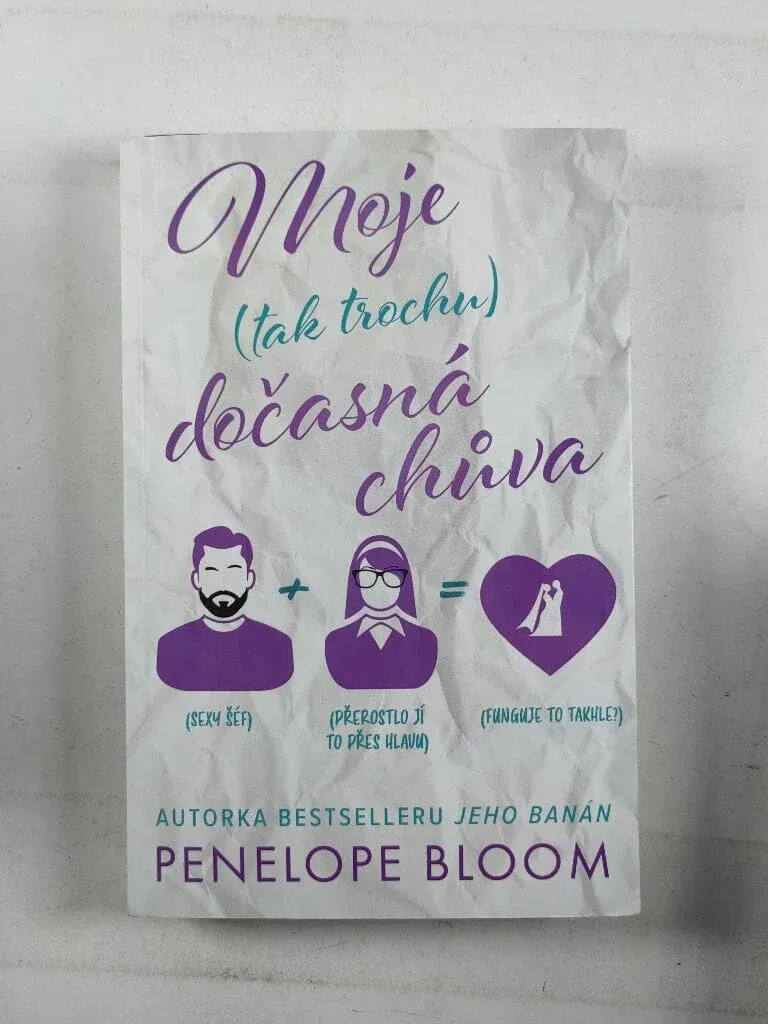 Moje
(tak trochu)
dočasná
chůva
+
=
(SEXY ŠÉF)
(PŘEROSTLO JÍ
TO PŘES HLAVU)
(FUNGUJE TO TAKHLE?)
AUTORKA BESTSELLERU JEHO BANÁN
PENELOPE BLOOM